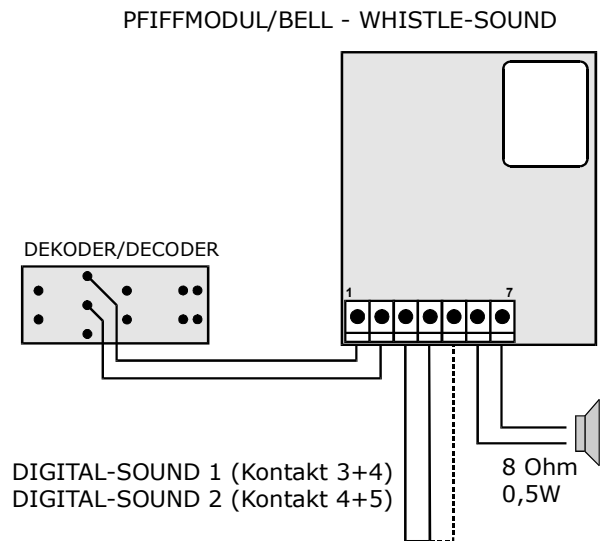 PFIFFMODUL/BELL - WHISTLE-SOUND
DEKODER/DECODER
1 7
DIGITAL-SOUND 1 (Kontakt 3+4)
DIGITAL-SOUND 2 (Kontakt 4+5)
8 Ohm
0,5W